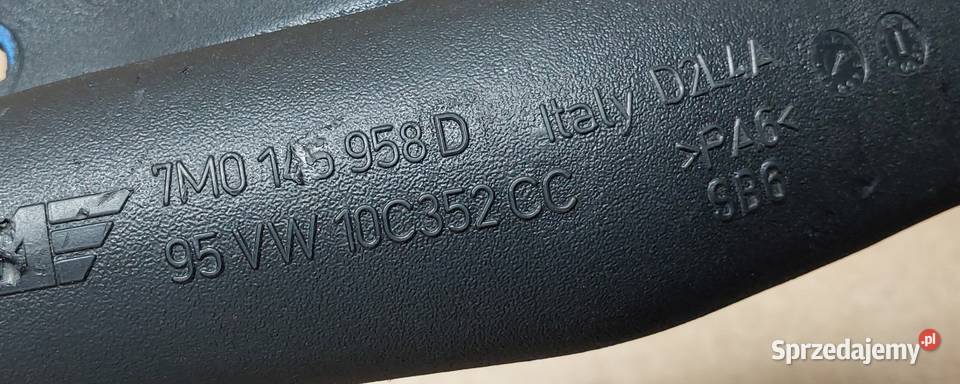 7M0 145 958 D Italy D2LLA
95 VW 10C352 CC >PA6<
SB6
Sprzedajemy.pl